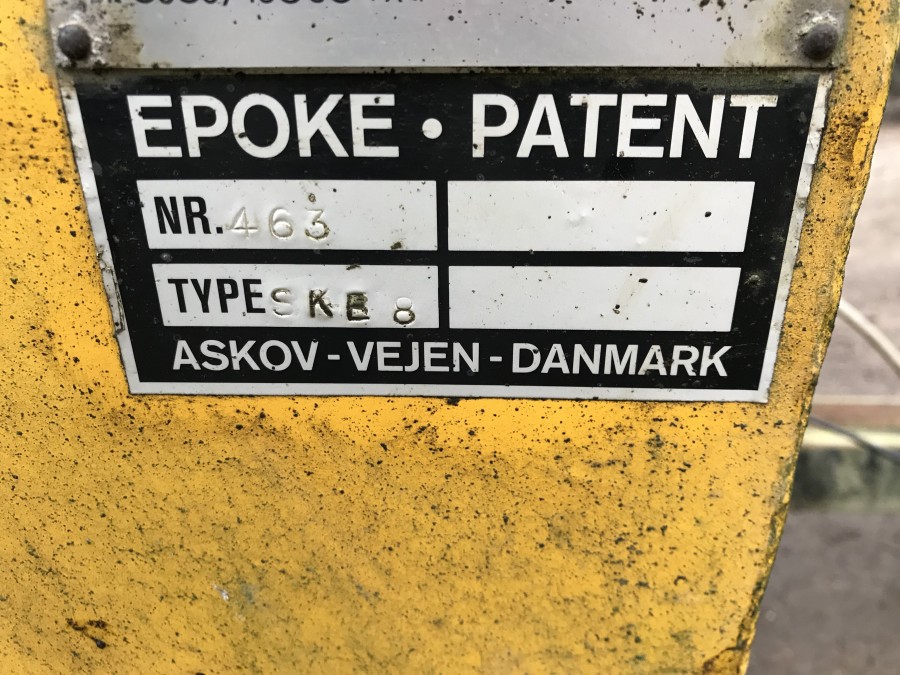 EPOKE · PATENT
NR. 463
TYPE SKE 8
ASKOV - VEJEN - DANMARK